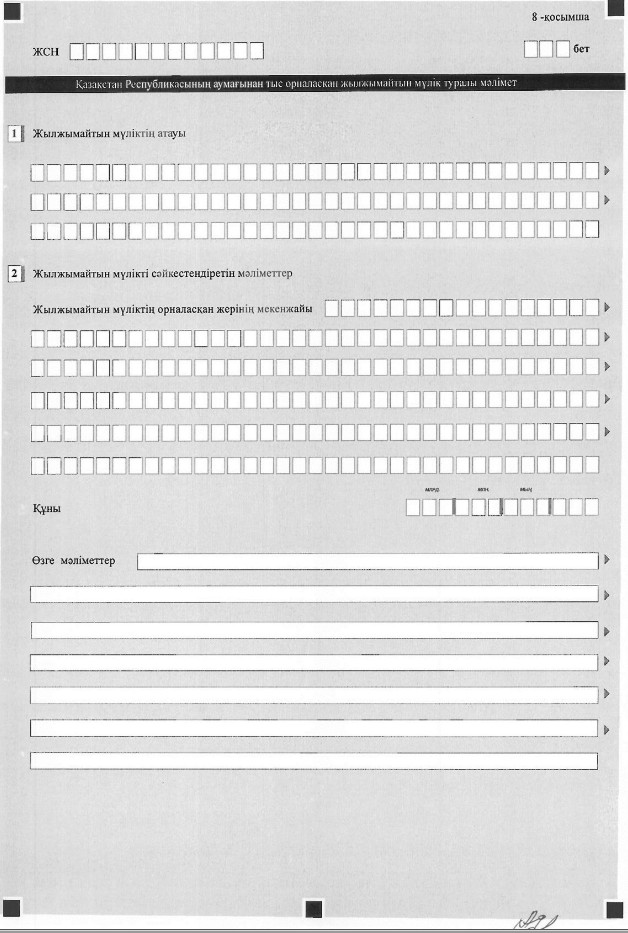 8 -қосымша
ЖСН
бет
Қазақстан Республикасының аумағынан тыс орналасқан жылжымайтын мүлік туралы мәлімет
1 Жылжымайтын мүліктің атауы
2 Жылжымайтын мүлікті сәйкестендіретін мәліметтер
Жылжымайтын мүліктің орналасқан жерінің мекенжайы
млрд. млн. мың
Құны
Өзге мәліметтер